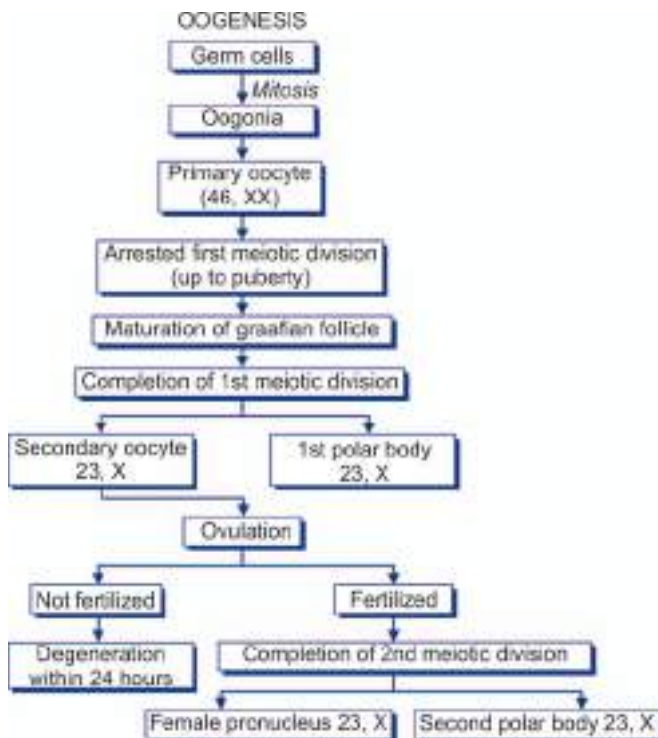 OOGENESIS
Germ cells
Mitosis
Oogonia
Primary oocyte
(46, XX)
Arrested first meiotic division
(up to puberty)
Maturation of graafian follicle
Completion of 1st meiotic division
Secondary oocyte
23, X
1st polar body
23, X
Ovulation
Not fertilized
Fertilized
Degeneration
within 24 hours
Completion of 2nd meiotic division
Female pronucleus 23, X
Second polar body 23, X